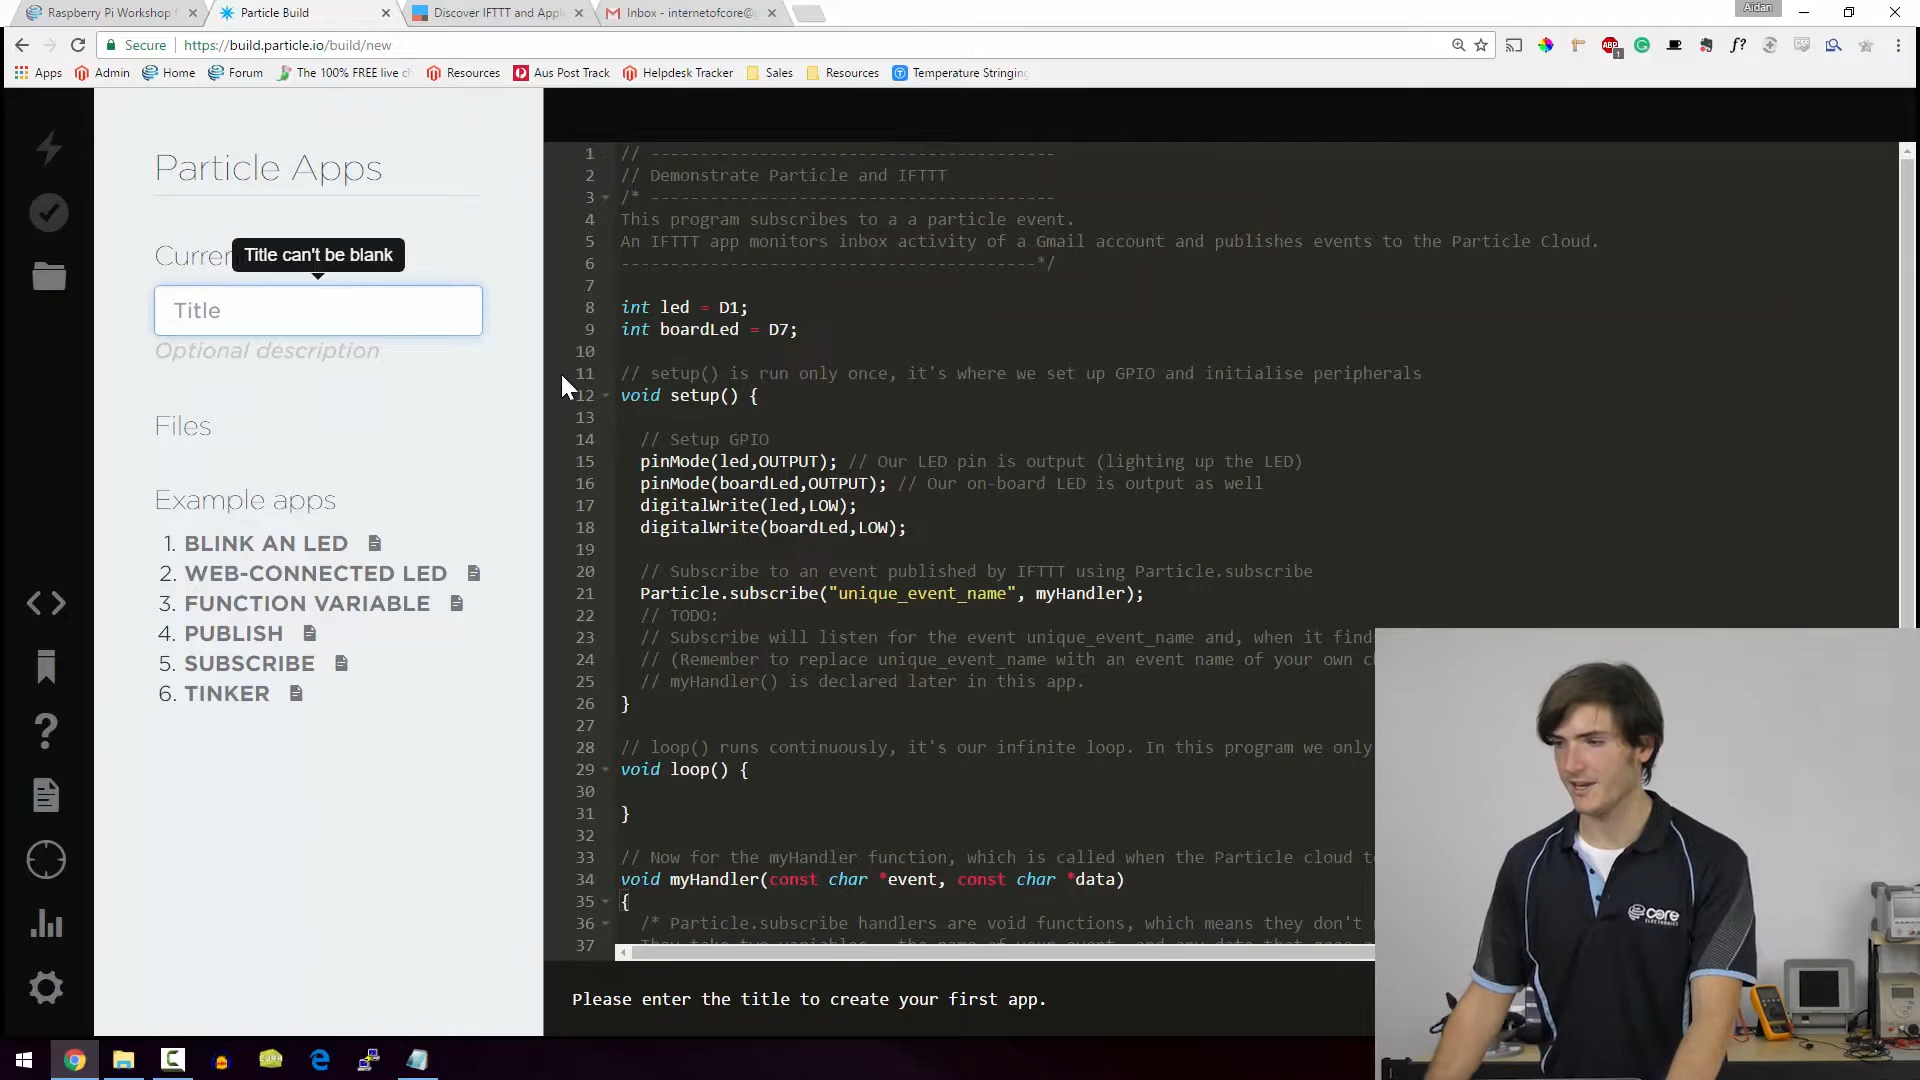 Raspberry Pi Workshop f
Particle Build
Discover IFTTT and Apple
Inbox - internetofcore@g
Aidan
Secure
https://build.particle.io/build/new
Apps
Admin
Home
Forum
The 100% FREE live c
Resources
Aus Post Track
Helpdesk Tracker
Sales
Resources
Temperature Stringing
Particle Apps
Curren
Title can't be blank
Title
Optional description
Files
Example apps
1. BLINK AN LED
2. WEB-CONNECTED LED
3. FUNCTION VARIABLE
4. PUBLISH
5. SUBSCRIBE
6. TINKER
1 // -----------------------------------------
2 // Demonstrate Particle and IFTTT
3 /* -----------------------------------------
4 This program subscribes to a a particle event.
5 An IFTTT app monitors inbox activity of a Gmail account and publishes events to the Particle Cloud.
6 ------------------------------------------*/
7
8 int led = D1;
9 int boardLed = D7;
10
11 // setup() is run only once, it's where we set up GPIO and initialise peripherals
12 void setup() {
13
14 // Setup GPIO
15 pinMode(led,OUTPUT); // Our LED pin is output (lighting up the LED)
16 pinMode(boardLed,OUTPUT); // Our on-board LED is output as well
17 digitalWrite(led,LOW);
18 digitalWrite(boardLed,LOW);
19
20 // Subscribe to an event published by IFTTT using Particle.subscribe
21 Particle.subscribe("unique_event_name", myHandler);
22 // TODO:
23 // Subscribe will listen for the event unique_event_name and, when it find
24 // (Remember to replace unique_event_name with an event name of your own c
25 // myHandler() is declared later in this app.
26 }
27
28 // loop() runs continuously, it's our infinite loop. In this program we only
29 void loop() {
30
31 }
32
33 // Now for the myHandler function, which is called when the Particle cloud t
34 void myHandler(const char *event, const char *data)
35 {
36 /* Particle.subscribe handlers are void functions, which means they don't
37
Please enter the title to create your first app.
core
ELECTRONICS